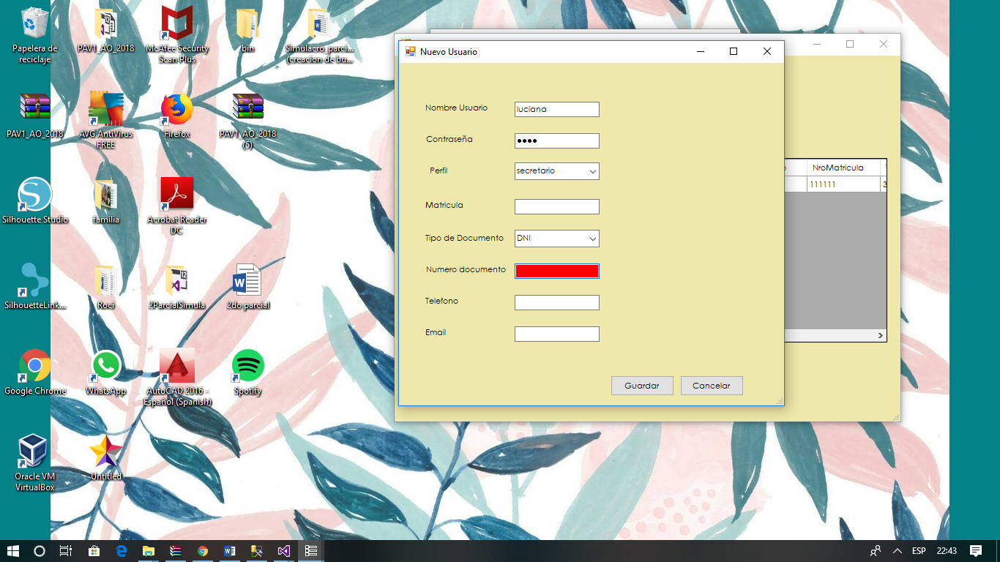 Papelera de
reciclaje
PAV1_AO_2018
McAfee Security
Scan Plus
bin
Simulacro_parci...
(creacion de bu...
PAV1_AO_2018
AVG AntiVirus
FREE
Firefox
PAV1_AO_2018
(5)
Silhouette Studio
familia
Acrobat Reader
DC
SilhouetteLink...
Roci
2ParcialSimula
2do parcial
Google Chrome
WhatsApp
AutoCAD 2016 -
Español (Spanish)
Spotify
Oracle VM
VirtualBox
Untitled
Nuevo Usuario
Nombre Usuario
luciana
Contraseña
••••
Perfil
secretario
Matricula
Tipo de Documento
DNI
Numero documento
Telefono
Email
Guardar
Cancelar
NroMatricula
111111
3
ESP
22:43